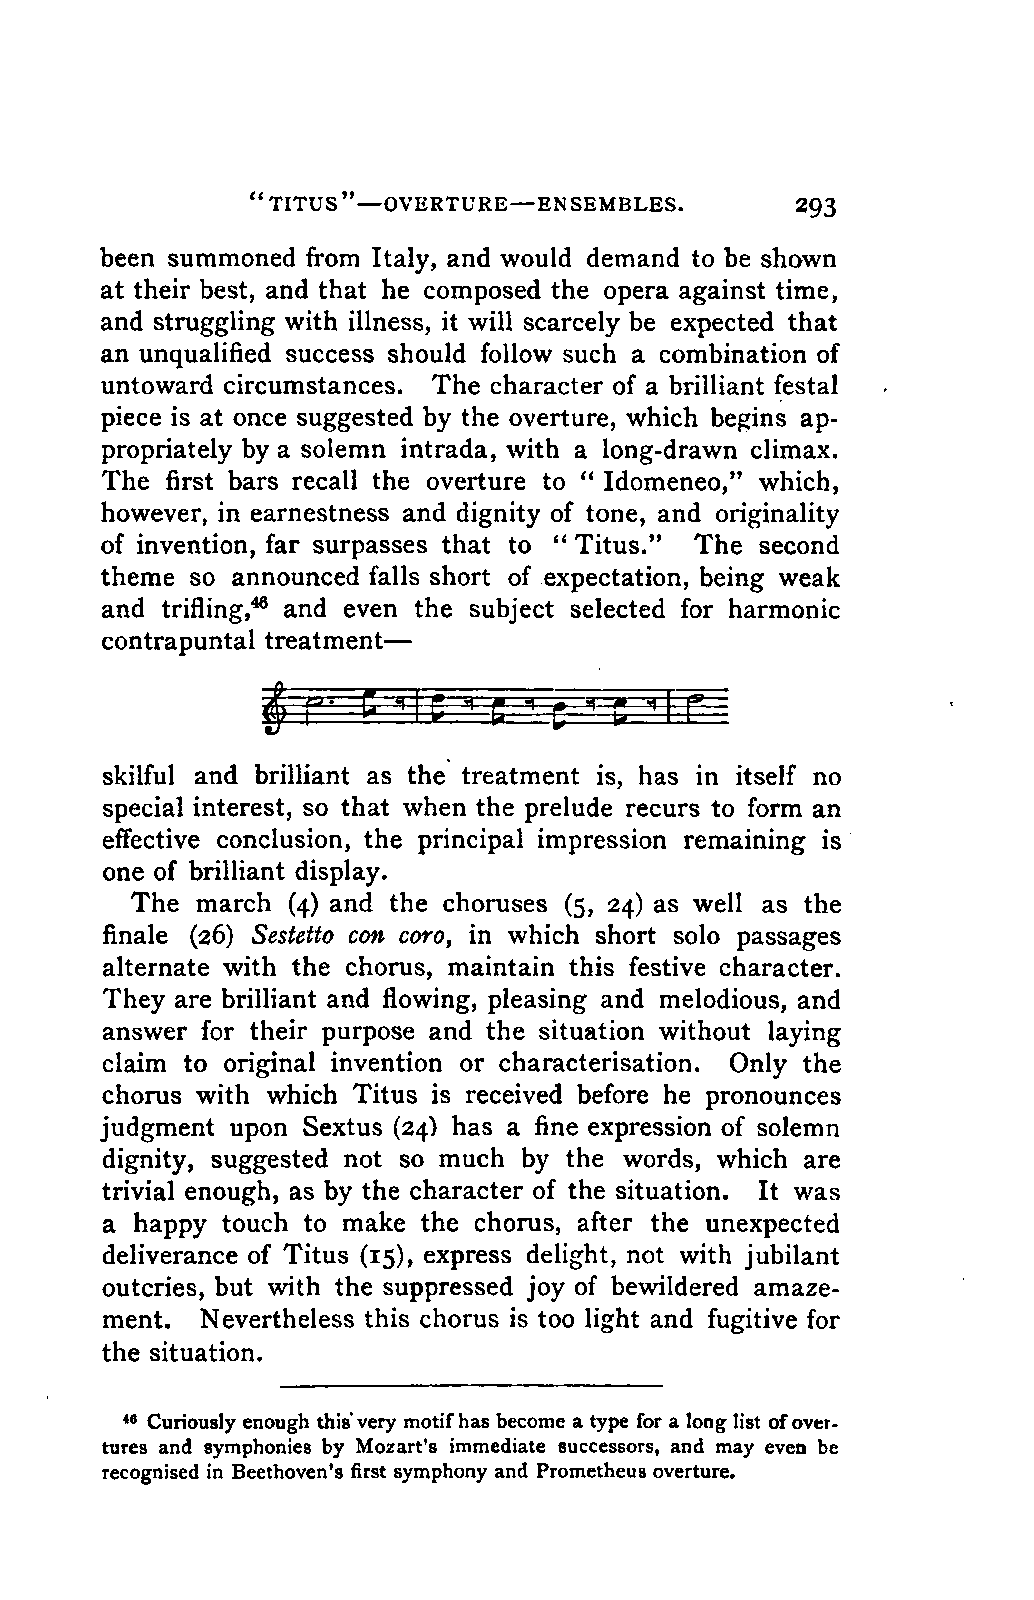 "TITUS"—OVERTURE—ENSEMBLES. 293
been summoned from Italy, and would demand to be shown
at their best, and that he composed the opera against time,
and struggling with illness, it will scarcely be expected that
an unqualified success should follow such a combination of
untoward circumstances. The character of a brilliant festal
piece is at once suggested by the overture, which begins ap-
propriately by a solemn intrada, with a long-drawn climax.
The first bars recall the overture to " Idomeneo," which,
however, in earnestness and dignity of tone, and originality
of invention, far surpasses that to " Titus." The second
theme so announced falls short of expectation, being weak
and trifling,⁴⁶ and even the subject selected for harmonic
contrapuntal treatment—
skilful and brilliant as the treatment is, has in itself no
special interest, so that when the prelude recurs to form an
effective conclusion, the principal impression remaining is
one of brilliant display.
The march (4) and the choruses (5, 24) as well as the
finale (26) Sestetto con coro, in which short solo passages
alternate with the chorus, maintain this festive character.
They are brilliant and flowing, pleasing and melodious, and
answer for their purpose and the situation without laying
claim to original invention or characterisation. Only the
chorus with which Titus is received before he pronounces
judgment upon Sextus (24) has a fine expression of solemn
dignity, suggested not so much by the words, which are
trivial enough, as by the character of the situation. It was
a happy touch to make the chorus, after the unexpected
deliverance of Titus (15), express delight, not with jubilant
outcries, but with the suppressed joy of bewildered amaze-
ment. Nevertheless this chorus is too light and fugitive for
the situation.
⁴⁶ Curiously enough this very motif has become a type for a long list of over-
tures and symphonies by Mozart's immediate successors, and may even be
recognised in Beethoven's first symphony and Prometheus overture.